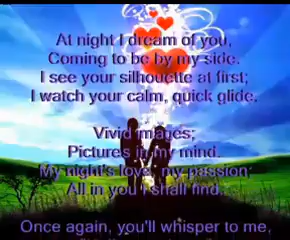 At night I dream of you,
Coming to be by my side.
I see your silhouette at first;
I watch your calm, quick glide.
Vivid images;
Pictures in my mind.
My night's love, my passion;
All in you I shall find.
Once again, you'll whisper to me,